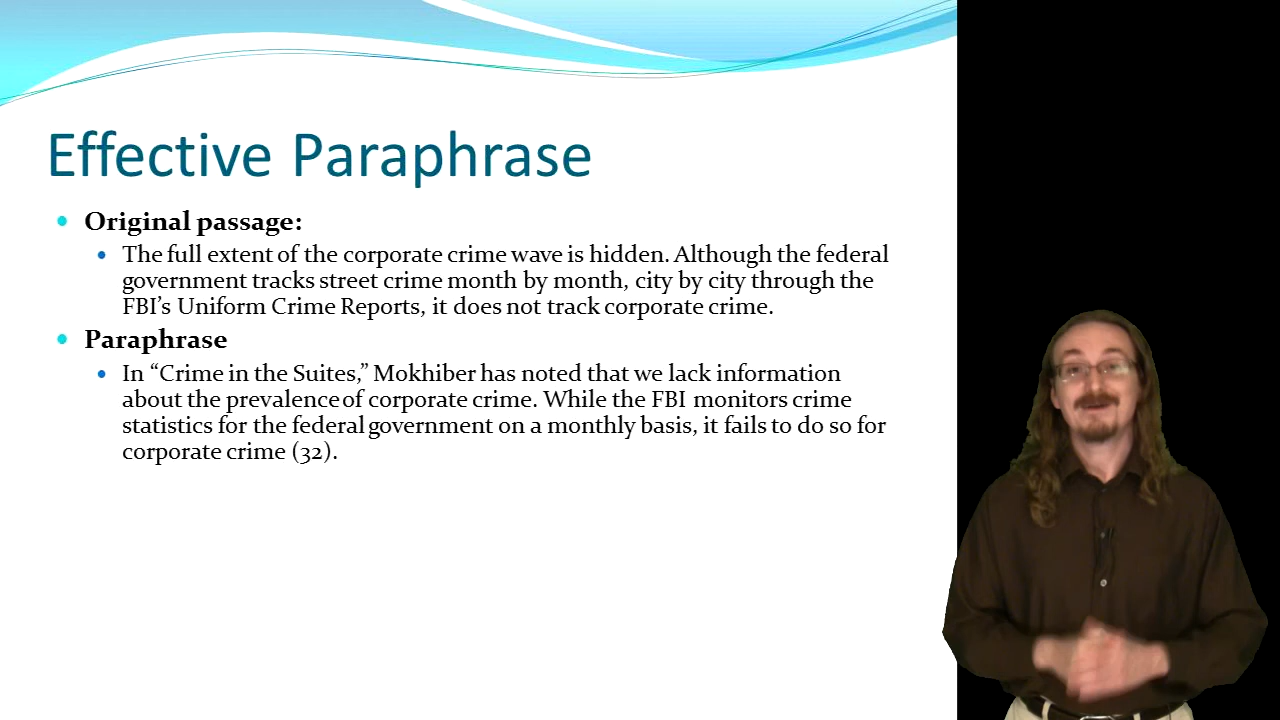 Effective Paraphrase
Original passage:
The full extent of the corporate crime wave is hidden. Although the federal
government tracks street crime month by month, city by city through the
FBI’s Uniform Crime Reports, it does not track corporate crime.
Paraphrase
In “Crime in the Suites,” Mokhiber has noted that we lack information
about the prevalence of corporate crime. While the FBI monitors crime
statistics for the federal government on a monthly basis, it fails to do so for
corporate crime (32).